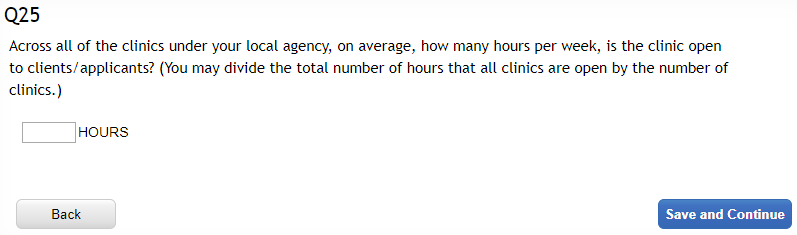 Q25
Across all of the clinics under your local agency, on average, how many hours per week, is the clinic open
to clients/applicants? (You may divide the total number of hours that all clinics are open by the number of
clinics.)
HOURS
Back
Save and Continue